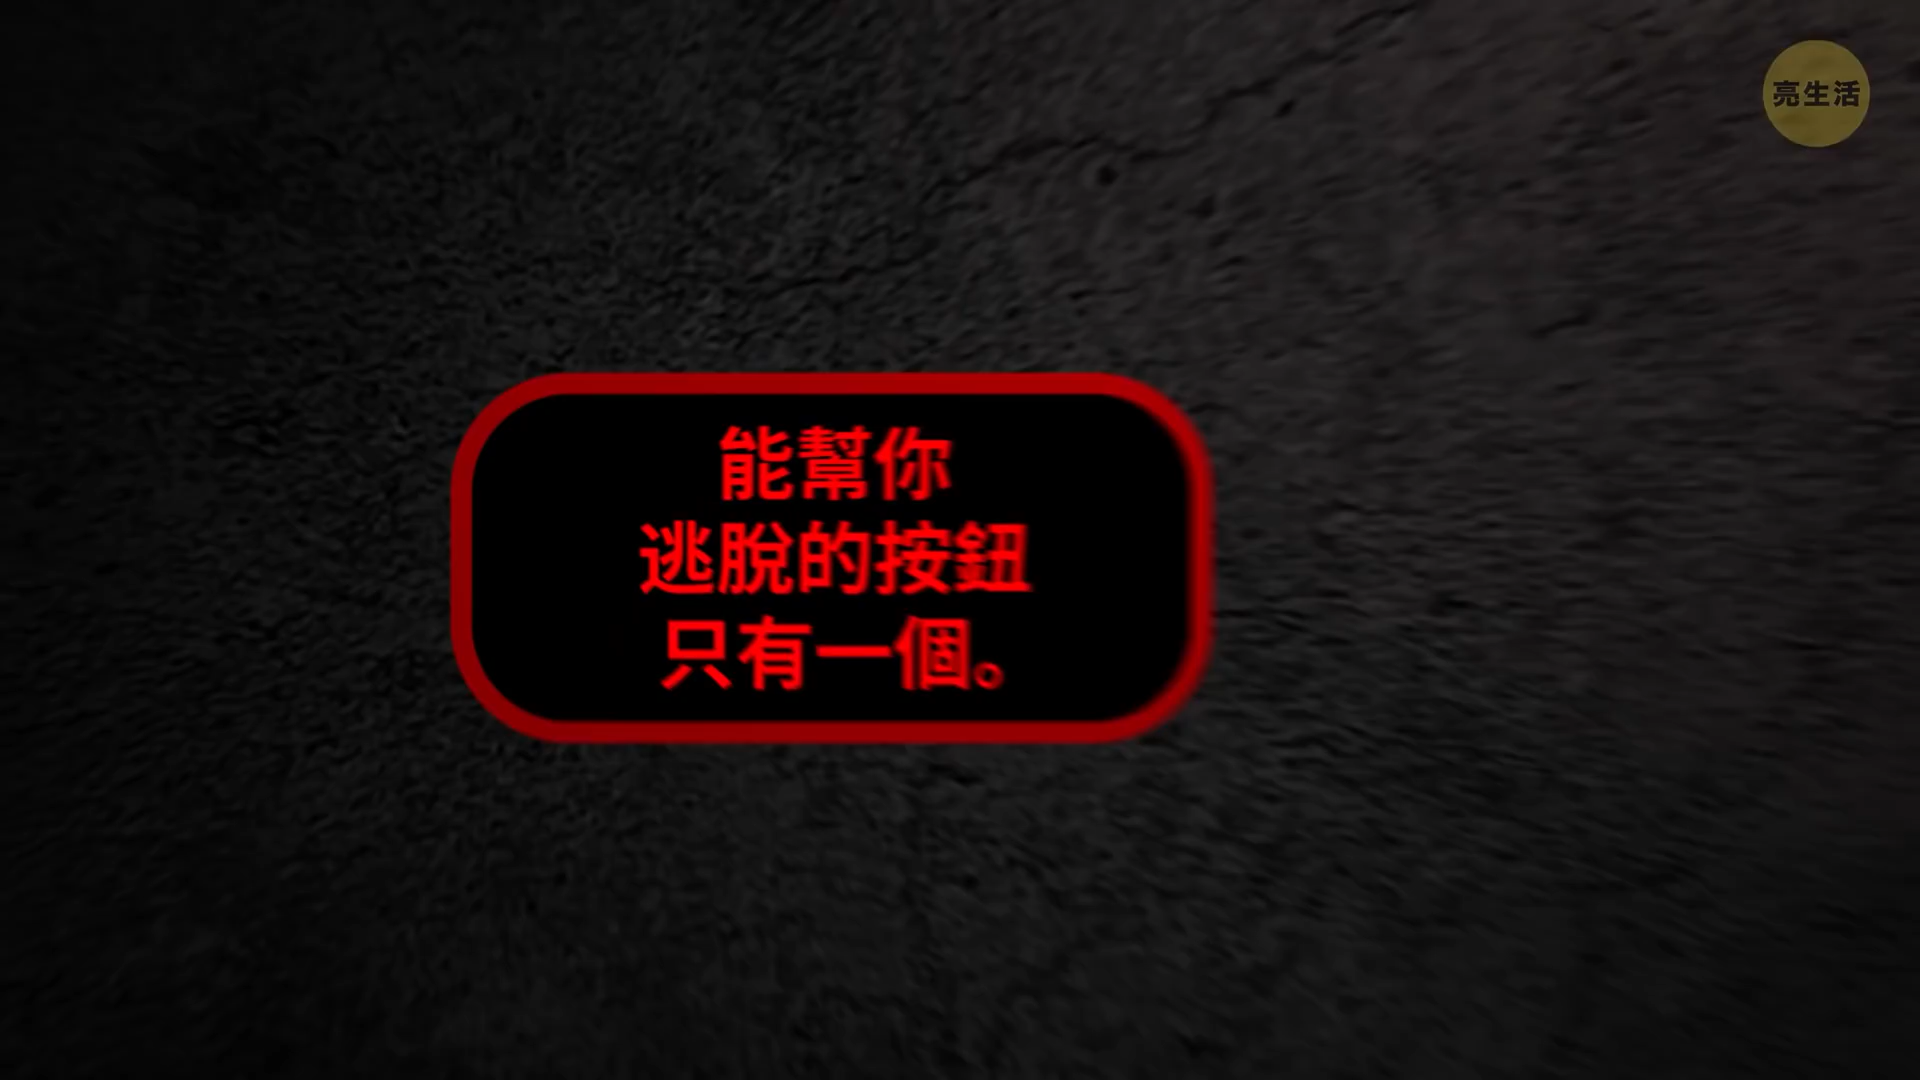 亮生活
能幫你
逃脫的按鈕
只有一個。